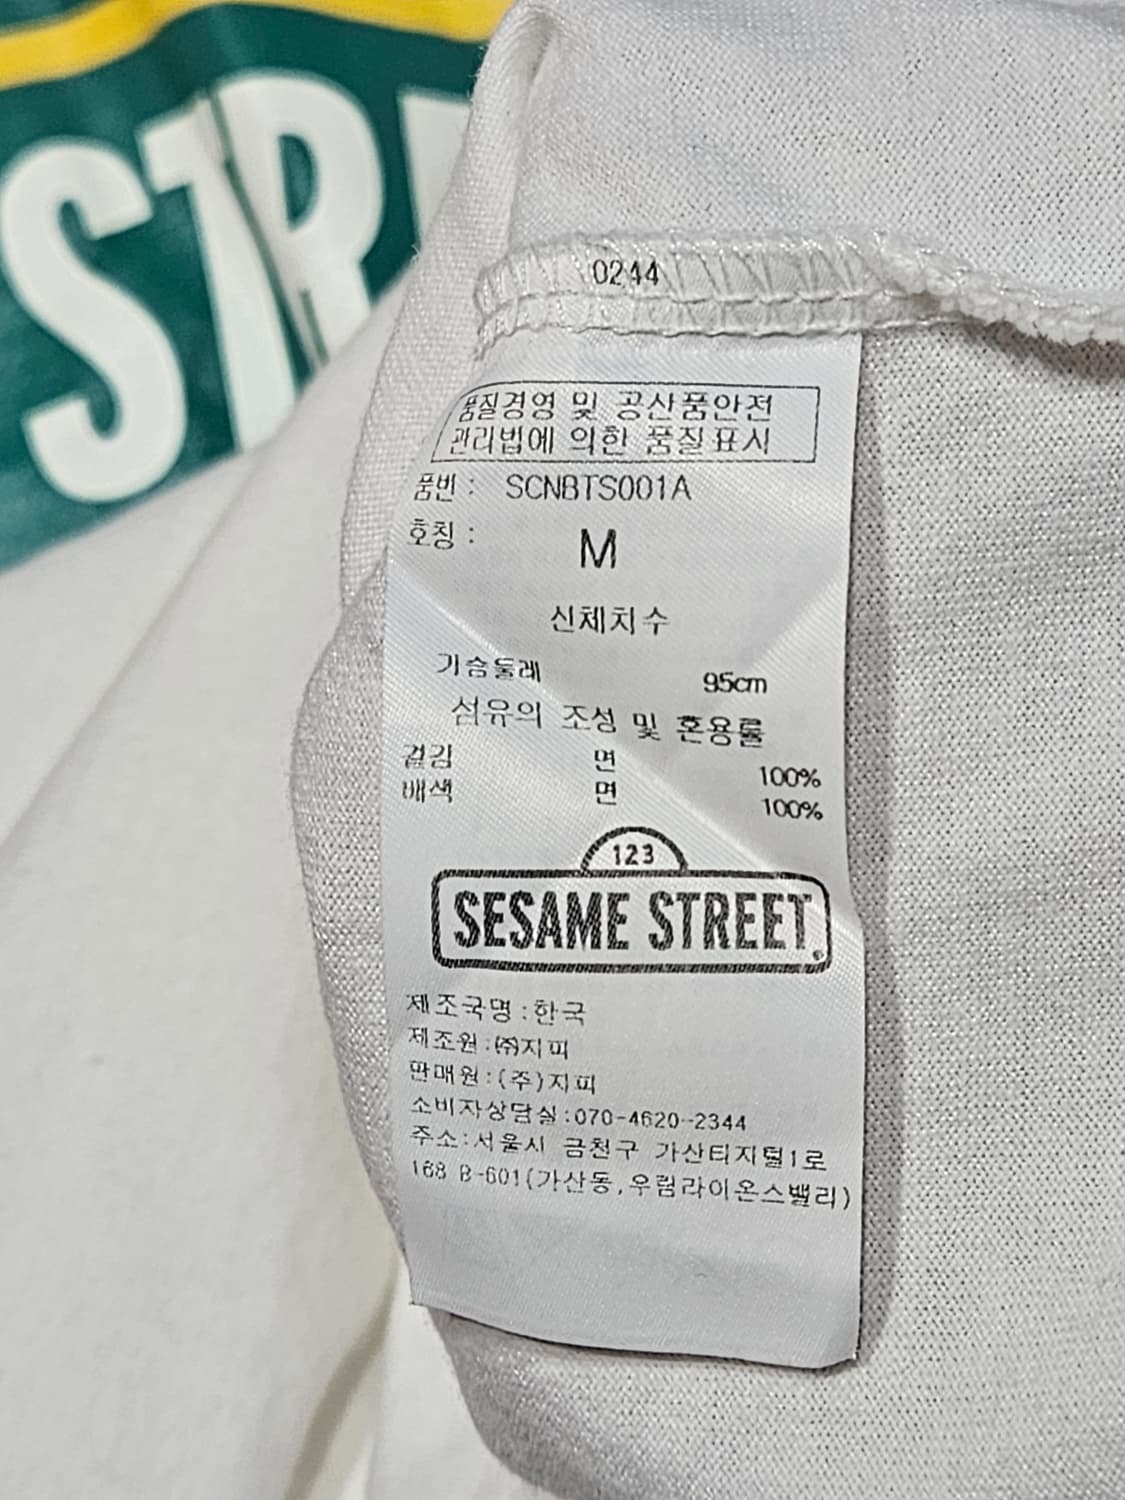 STR
0244
품질경영 및 공산품안전
관리법에 의한 품질표시
품번 : SCNBTS001A
호칭 : M
신체치수
가슴둘레 95cm
섬유의 조성 및 혼용률
겉감 면 100%
배색 면 100%
123
SESAME STREET
제조국명 : 한국
제조원 : ㈜지피
판매원 : (주)지피
소비자상담실 : 070-4620-2344
주소 : 서울시 금천구 가산디지털1로
168 B-601(가산동, 우림라이온스밸리)